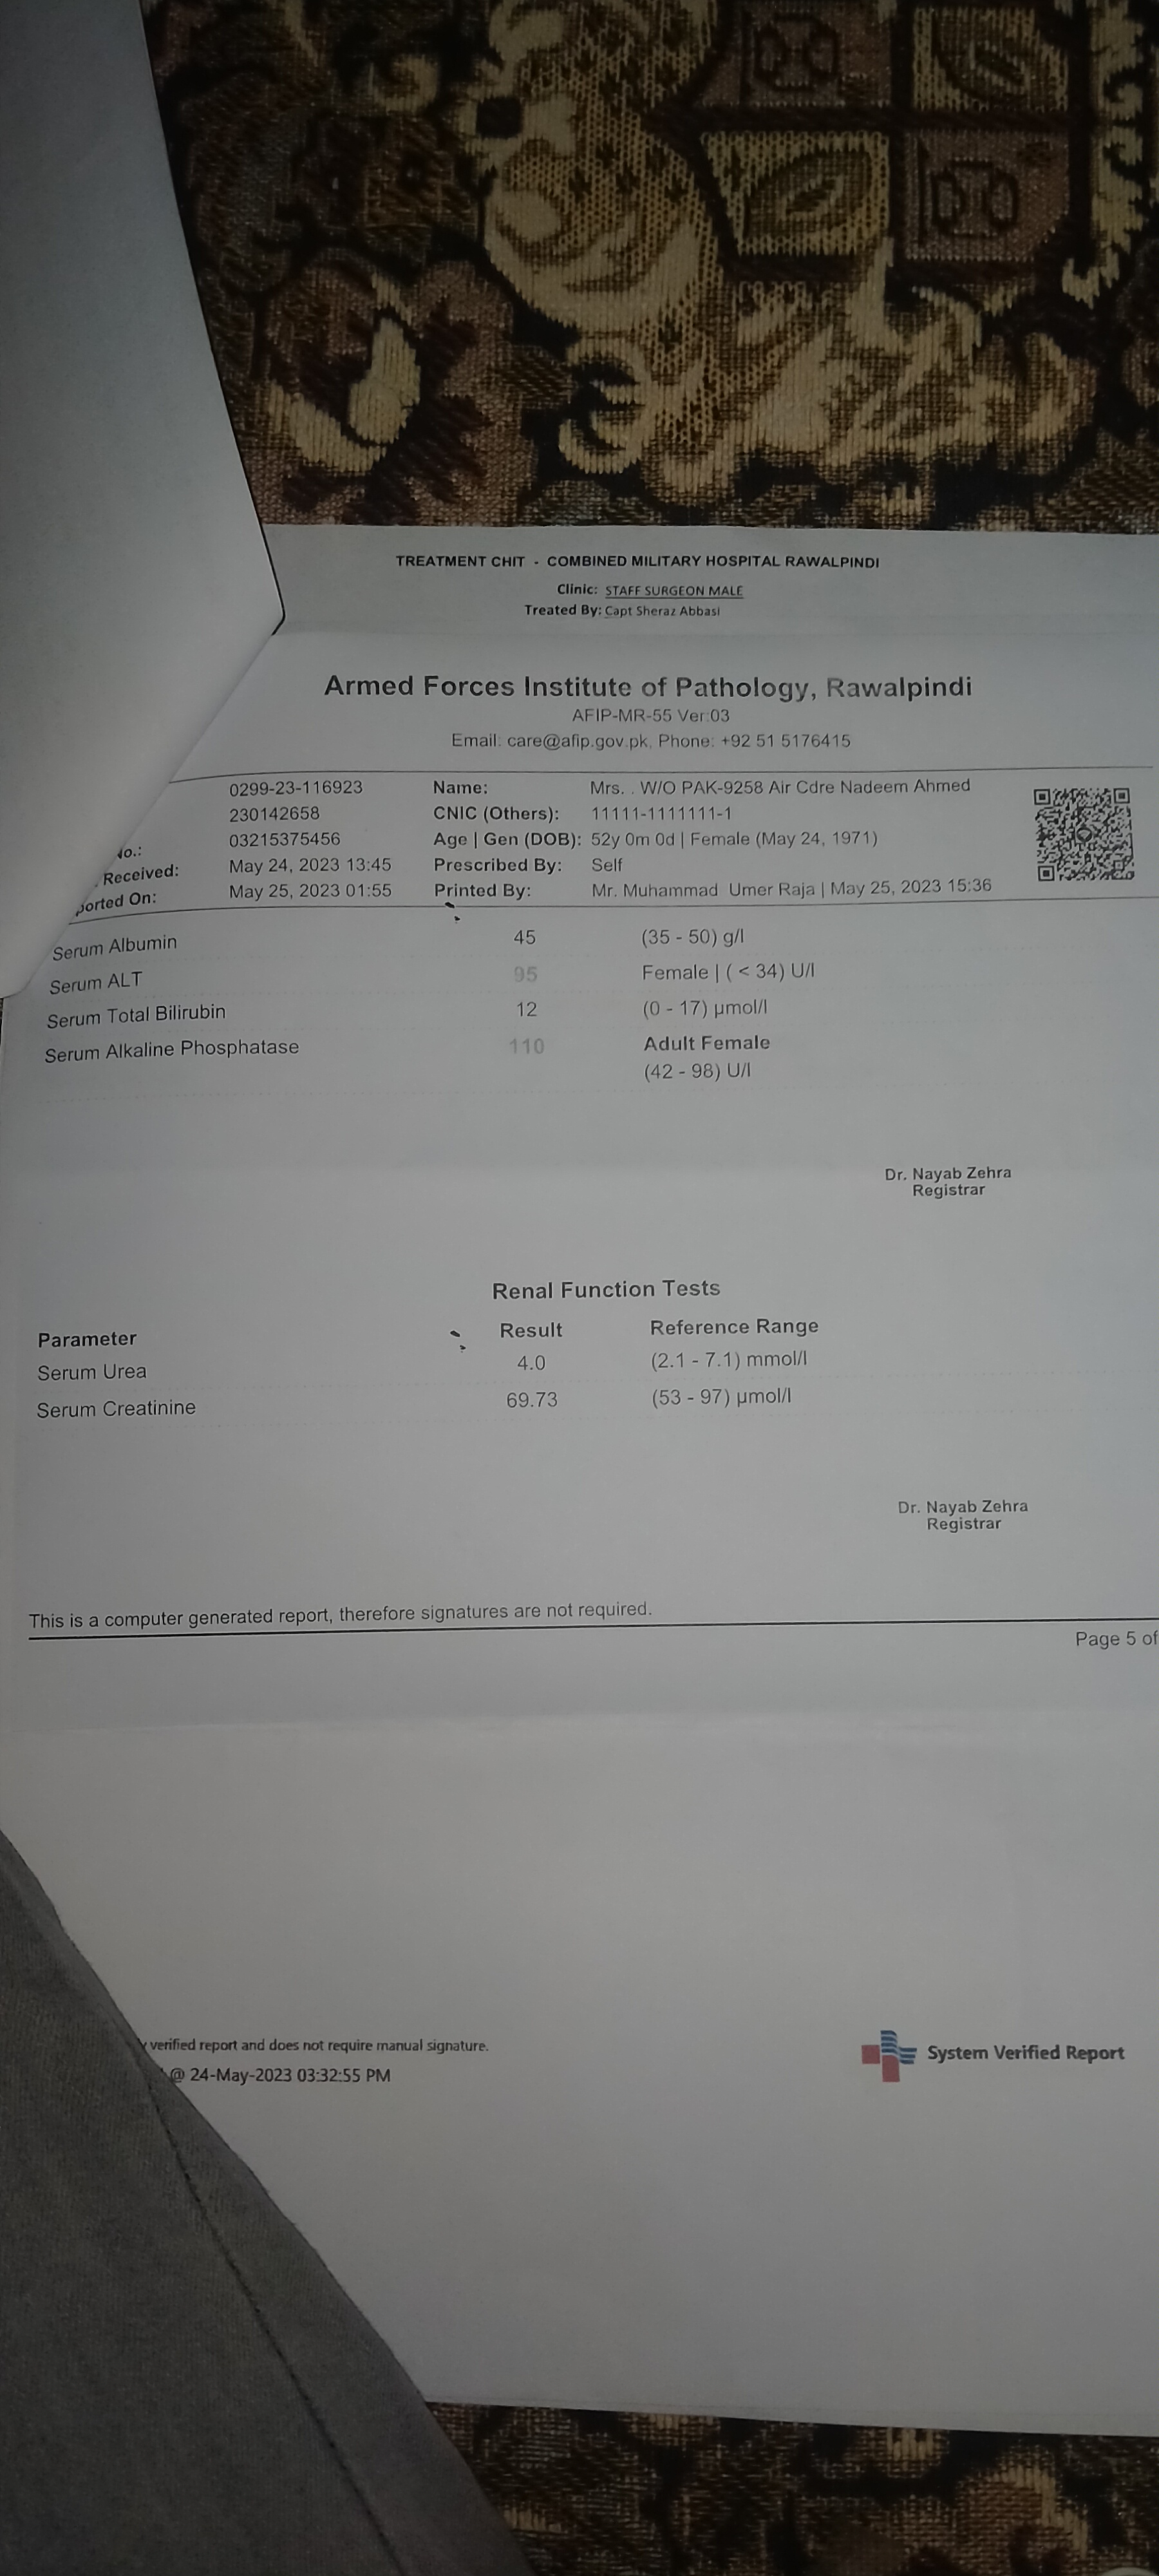 TREATMENT CHIT - COMBINED MILITARY HOSPITAL RAWALPINDI
Clinic: STAFF SURGEON MALE
Treated By: Capt Sheraz Abbasi
Armed Forces Institute of Pathology, Rawalpindi
AFIP-MR-55 Ver:03
Email: care@afip.gov.pk, Phone: +92 51 5176415
0299-23-116923 Name: Mrs. . W/O PAK-9258 Air Cdre Nadeem Ahmed
230142658 CNIC (Others): 11111-1111111-1
No.: 03215375456 Age | Gen (DOB): 52y 0m 0d | Female (May 24, 1971)
Received: May 24, 2023 13:45 Prescribed By: Self
ported On: May 25, 2023 01:55 Printed By: Mr. Muhammad Umer Raja | May 25, 2023 15:36
Serum Albumin 45 (35 - 50) g/l
Serum ALT 95 Female | ( < 34) U/l
Serum Total Bilirubin 12 (0 - 17) µmol/l
Serum Alkaline Phosphatase 110 Adult Female
(42 - 98) U/l
Dr. Nayab Zehra
Registrar
Renal Function Tests
Parameter Result Reference Range
Serum Urea 4.0 (2.1 - 7.1) mmol/l
Serum Creatinine 69.73 (53 - 97) µmol/l
Dr. Nayab Zehra
Registrar
This is a computer generated report, therefore signatures are not required.
Page 5 of
verified report and does not require manual signature.
@ 24-May-2023 03:32:55 PM
System Verified Report